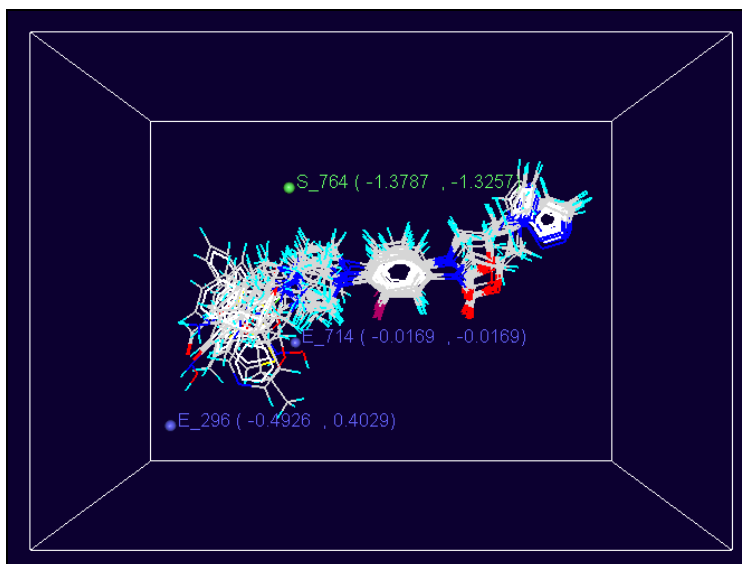 S_764 ( -1.3787 , -1.3257)
E_714 ( -0.0169 , -0.0169)
E_296 ( -0.4926 , 0.4029)